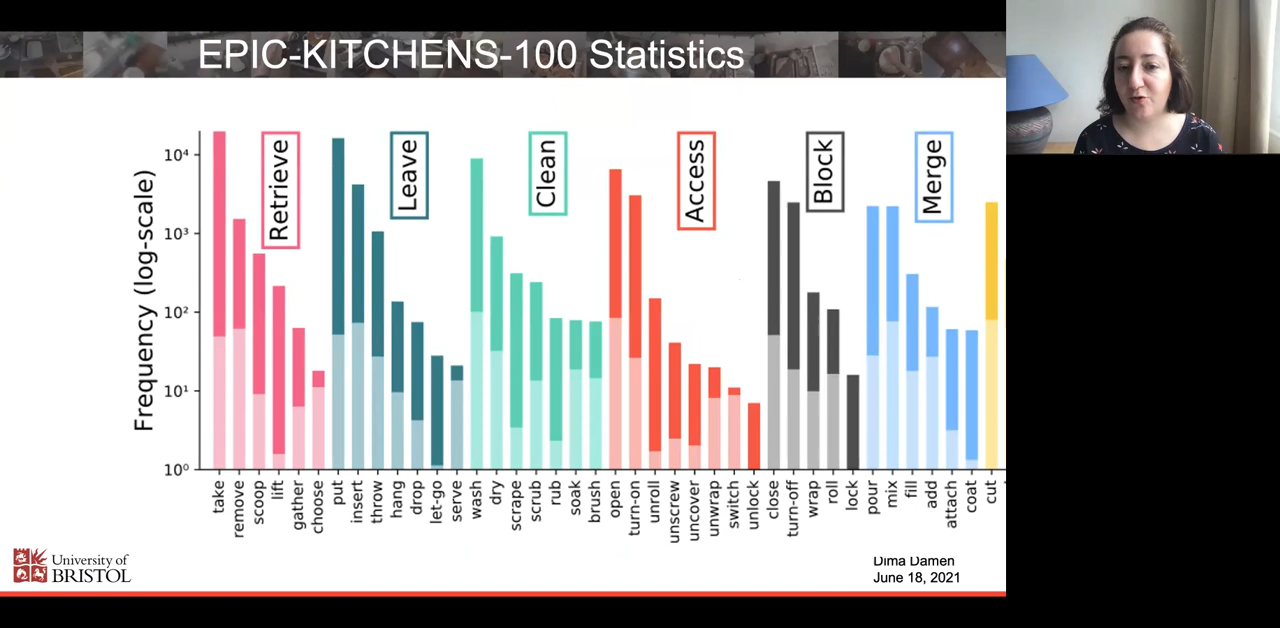 EPIC-KITCHENS-100 Statistics
Frequency (log-scale)
10⁴
10³
10²
10¹
10⁰
Retrieve
Leave
Clean
Access
Block
Merge
take
remove
scoop
lift
gather
choose
put
insert
throw
hang
drop
let-go
serve
wash
dry
scrape
scrub
rub
soak
brush
open
turn-on
unroll
unscrew
uncover
unwrap
switch
unlock
close
turn-off
wrap
roll
lock
pour
mix
fill
add
attach
coat
cut
University of
BRISTOL
Dima Damen
June 18, 2021